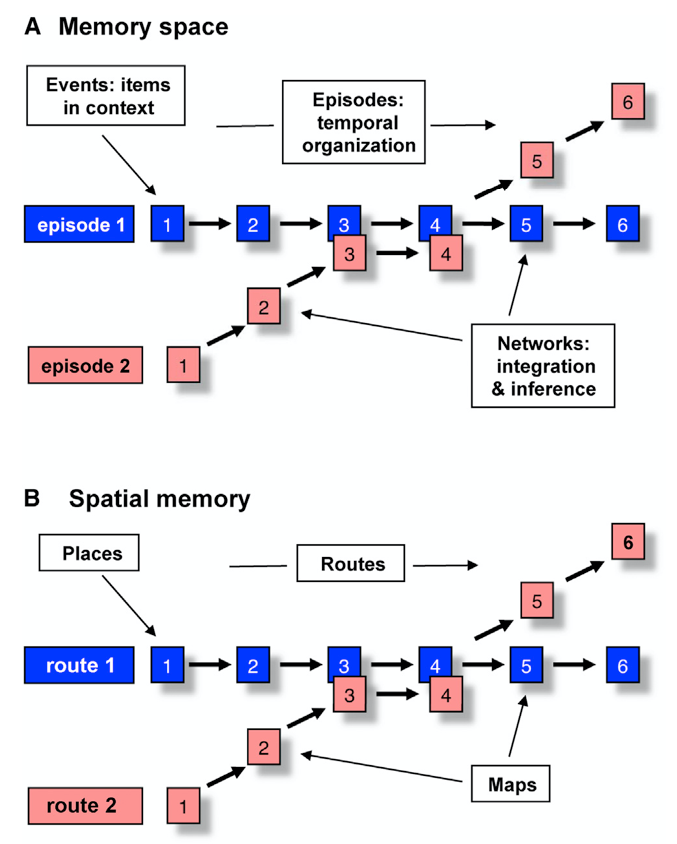 A Memory space
Events: items
in context
Episodes:
temporal
organization
6
5
episode 1 1 2 3 4 5 6
3 4
2
Networks:
integration
& inference
episode 2 1
B Spatial memory
Places
Routes
6
5
route 1 1 2 3 4 5 6
3 4
2
Maps
route 2 1